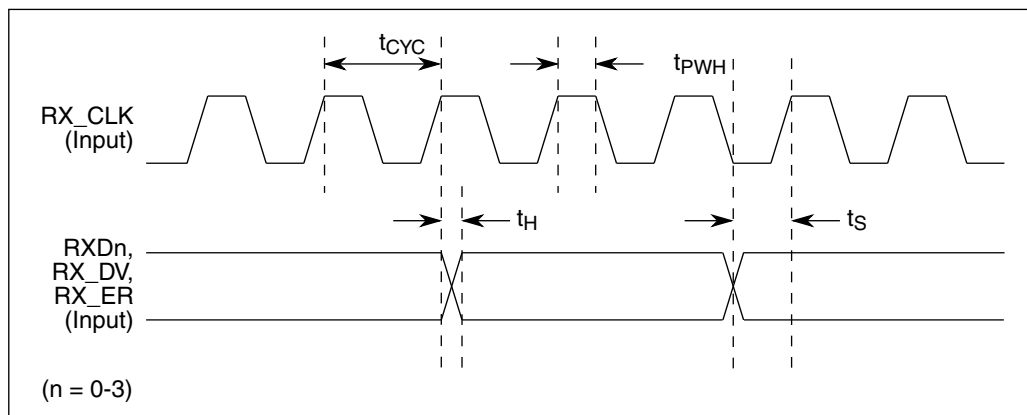 tCYC
tPWH
RX_CLK
(Input)
tH
tS
RXDn,
RX_DV,
RX_ER
(Input)
(n = 0-3)